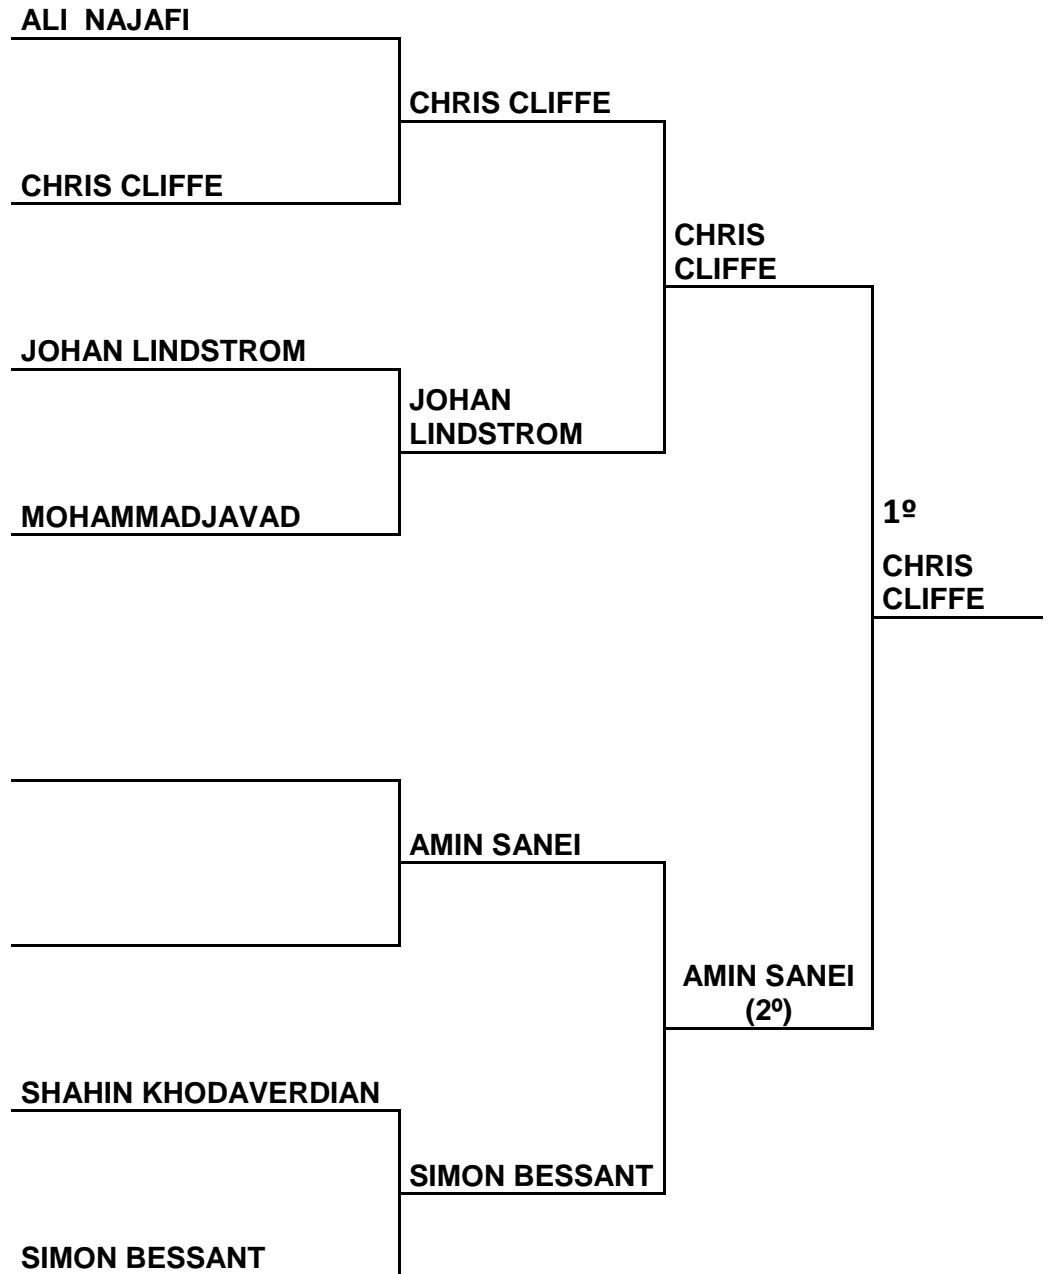 ALI  NAJAFI
CHRIS CLIFFE
CHRIS CLIFFE
CHRIS
CLIFFE
JOHAN LINDSTROM
JOHAN
LINDSTROM
MOHAMMADJAVAD
1º
CHRIS
CLIFFE
AMIN SANEI
AMIN SANEI
(2º)
SHAHIN KHODAVERDIAN
SIMON BESSANT
SIMON BESSANT